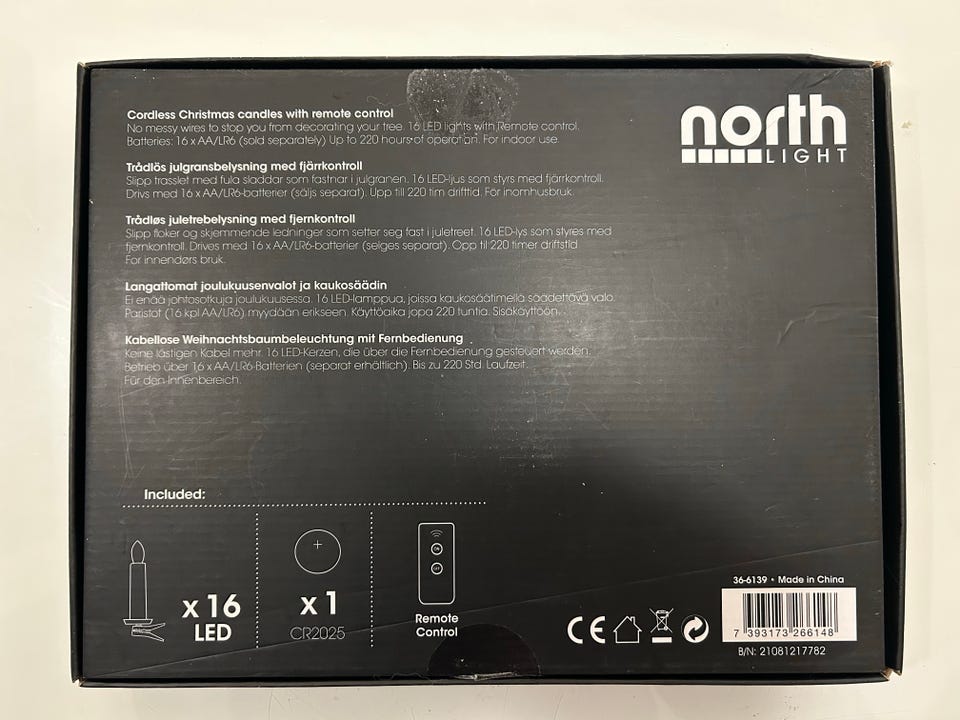 Cordless Christmas candles with remote control
No messy wires to stop you from decorating your tree. 16 LED lights with Remote control.
Batteries: 16 x AA/LR6 (sold separately) Up to 220 hours of operation. For indoor use.
Trådlös julgransbelysning med fjärrkontroll
Slipp trasslet med fula sladdar som fastnar i julgranen. 16 LED-ljus som styrs med fjärrkontroll.
Drivs med 16 x AA/LR6-batterier (säljs separat). Upp till 220 tim drifttid. För inomhusbruk.
Trådløs juletrebelysning med fjernkontroll
Slipp floker og skjemmende ledninger som setter seg fast i juletreet. 16 LED-lys som styres med
fjernkontroll. Drives med 16 x AA/LR6-batterier (selges separat). Opp til 220 timer driftstid
For innendørs bruk.
Langattomat joulukuusenvalot ja kaukosäädin
Ei enää johtosotkuja joulukuusessa. 16 LED-lamppua, joissa kaukosäätimellä säädettävä valo.
Paristot (16 kpl AA/LR6) myydään erikseen. Käyttöaika jopa 220 tuntia. Sisäkäyttöön.
Kabellose Weihnachtsbaumbeleuchtung mit Fernbedienung
Keine lästigen Kabel mehr. 16 LED-Kerzen, die über die Fernbedienung gesteuert werden.
Betrieb über 16 x AA/LR6-Batterien (separat erhältlich). Bis zu 220 Std. Laufzeit.
Für den Innenbereich.
north
LIGHT
Included:
x 16
LED
x 1
CR2025
ON
OFF
Remote
Control
CE
36-6139 • Made in China
7 393173 266148
B/N: 21081217782